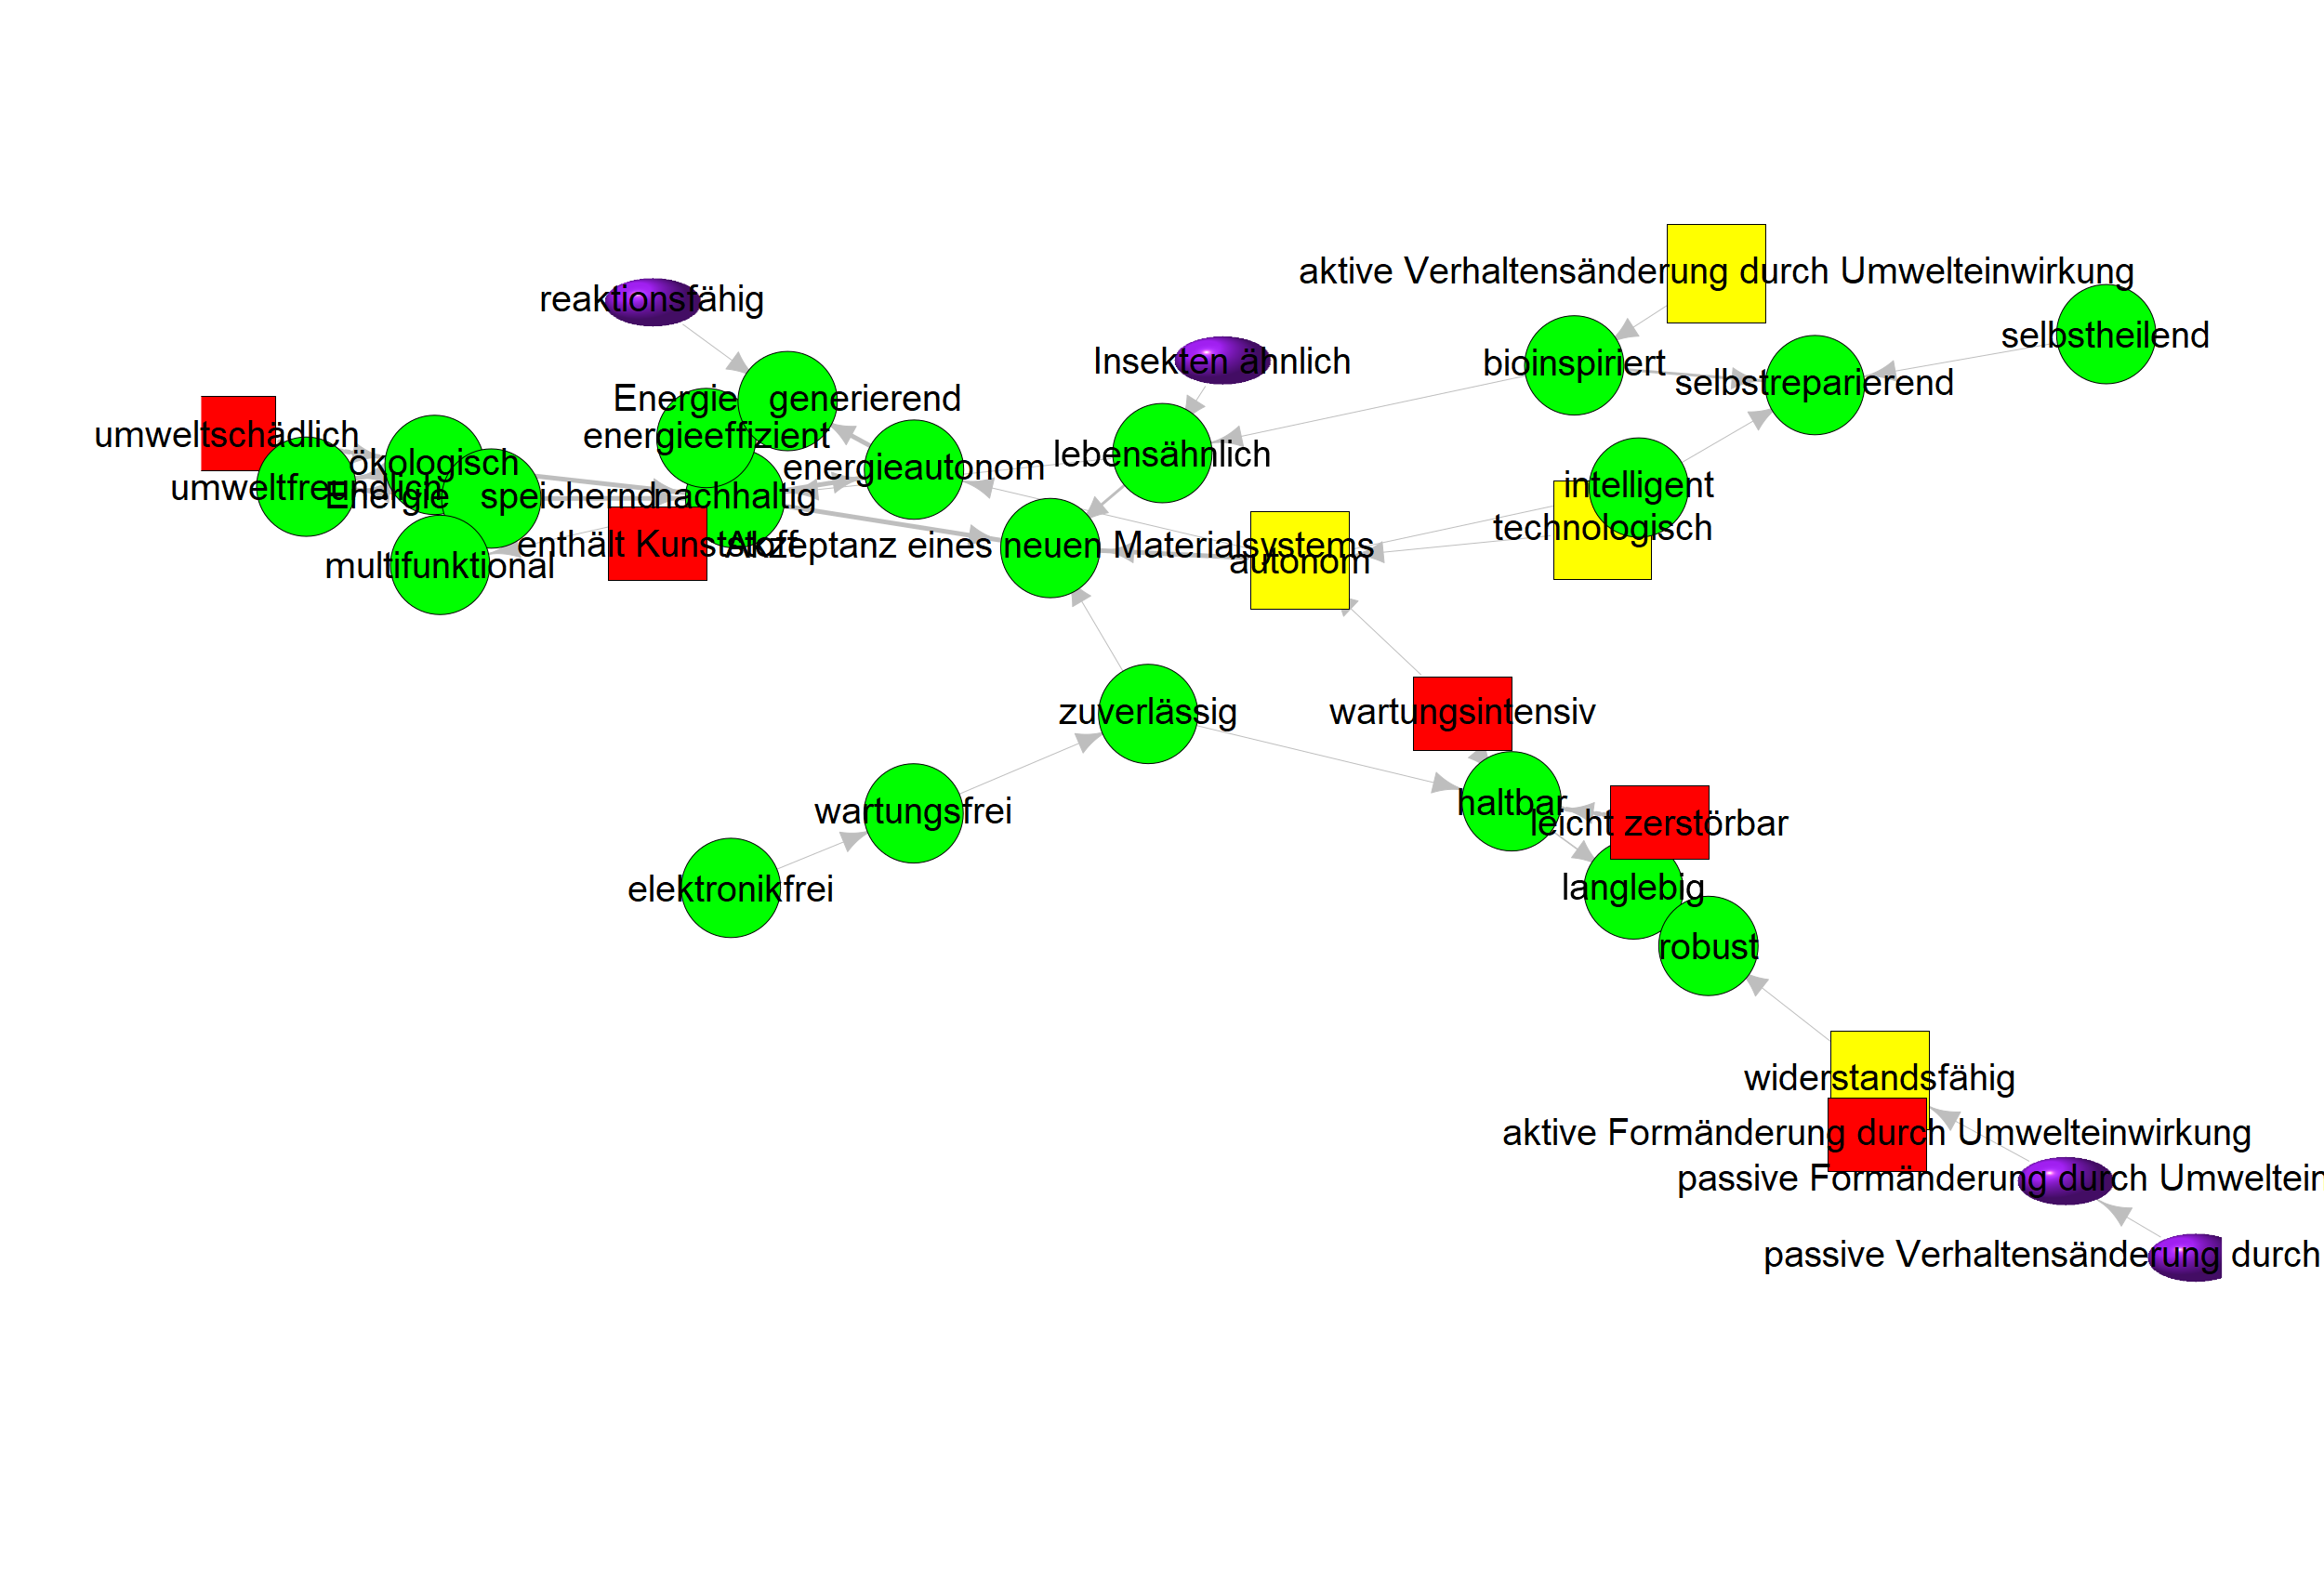 aktive Verhaltensänderung durch Umwelteinwirkung
reaktionsfähig
selbstheilend
Insekten ähnlich
bioinspiriert
selbstreparierend
Energie generierend
energieeffizient
umweltschädlich
lebensähnlich
ökologisch
energieautonom
umweltfreundlich
Energie speichernd
nachhaltig
intelligent
technologisch
enthält Kunststoff
Akzeptanz eines neuen Materialsystems
autonom
multifunktional
zuverlässig
wartungsintensiv
haltbar
wartungsfrei
leicht zerstörbar
elektronikfrei
langlebig
robust
widerstandsfähig
aktive Formänderung durch Umwelteinwirkung
passive Formänderung durch Umweltein
passive Verhaltensänderung durch